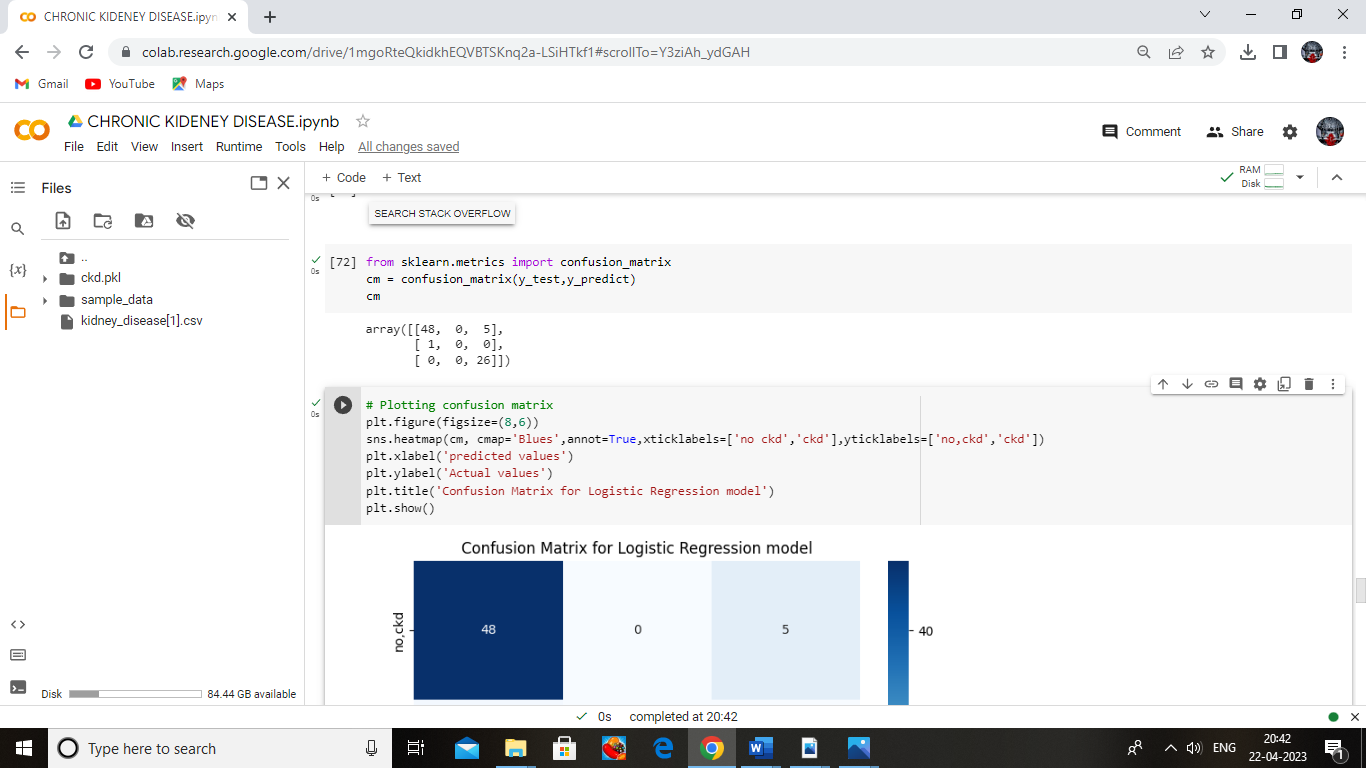 CHRONIC KIDENEY DISEASE.ipyn
colab.research.google.com/drive/1mgoRteQkidkhEQVBTSKnq2a-LSiHTkf1#scrollTo=Y3ziAh_ydGAH
Gmail YouTube Maps
CHRONIC KIDENEY DISEASE.ipynb
File Edit View Insert Runtime Tools Help All changes saved
Comment Share
Files
+ Code + Text
RAM
Disk
0s
SEARCH STACK OVERFLOW
..
ckd.pkl
sample_data
kidney_disease[1].csv
{x}
0s
[72] from sklearn.metrics import confusion_matrix
cm = confusion_matrix(y_test,y_predict)
cm
array([[48, 0, 5],
[ 1, 0, 0],
[ 0, 0, 26]])
0s
# Plotting confusion matrix
plt.figure(figsize=(8,6))
sns.heatmap(cm, cmap='Blues',annot=True,xticklabels=['no ckd','ckd'],yticklabels=['no,ckd','ckd'])
plt.xlabel('predicted values')
plt.ylabel('Actual values')
plt.title('Confusion Matrix for Logistic Regression model')
plt.show()
Confusion Matrix for Logistic Regression model
no,ckd
48 0 5
40
Disk 84.44 GB available
0s completed at 20:42
Type here to search
ENG
20:42
22-04-2023
1